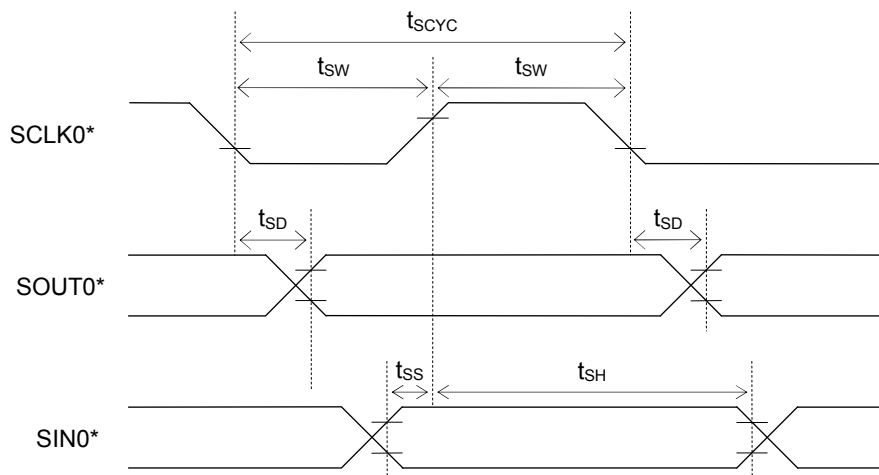 tSCYC
tSW tSW
SCLK0*
tSD tSD
SOUT0*
tSS tSH
SIN0*